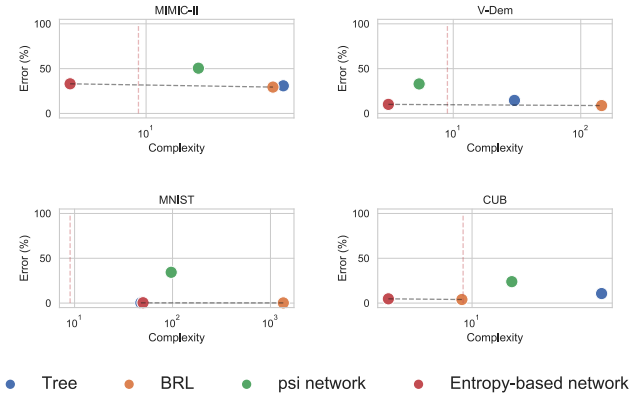 MIMIC-II
V-Dem
100
50
0
Error (%)
10^1
Complexity
100
50
0
Error (%)
10^1
10^2
Complexity
MNIST
CUB
100
50
0
Error (%)
10^1
10^2
10^3
Complexity
100
50
0
Error (%)
10^1
Complexity
Tree
BRL
psi network
Entropy-based network